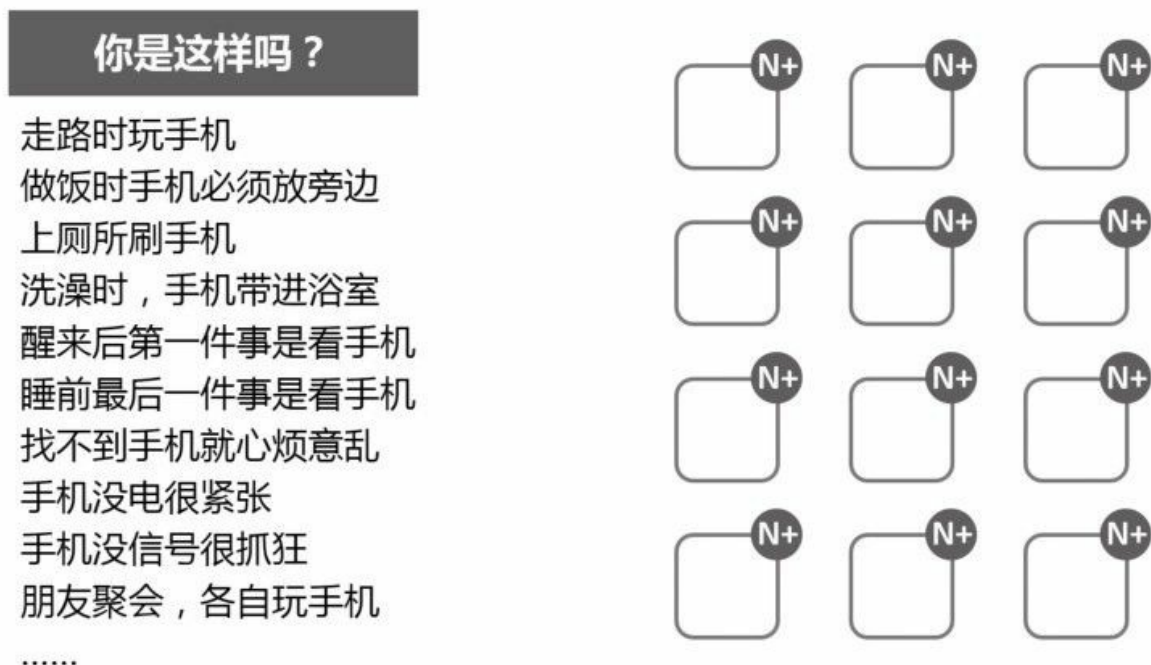 你是这样吗？
走路时玩手机
做饭时手机必须放旁边
上厕所刷手机
洗澡时，手机带进浴室
醒来后第一件事是看手机
睡前最后一件事是看手机
找不到手机就心烦意乱
手机没电很紧张
手机没信号很抓狂
朋友聚会，各自玩手机
......
N+ N+ N+
N+ N+ N+
N+ N+ N+
N+ N+ N+